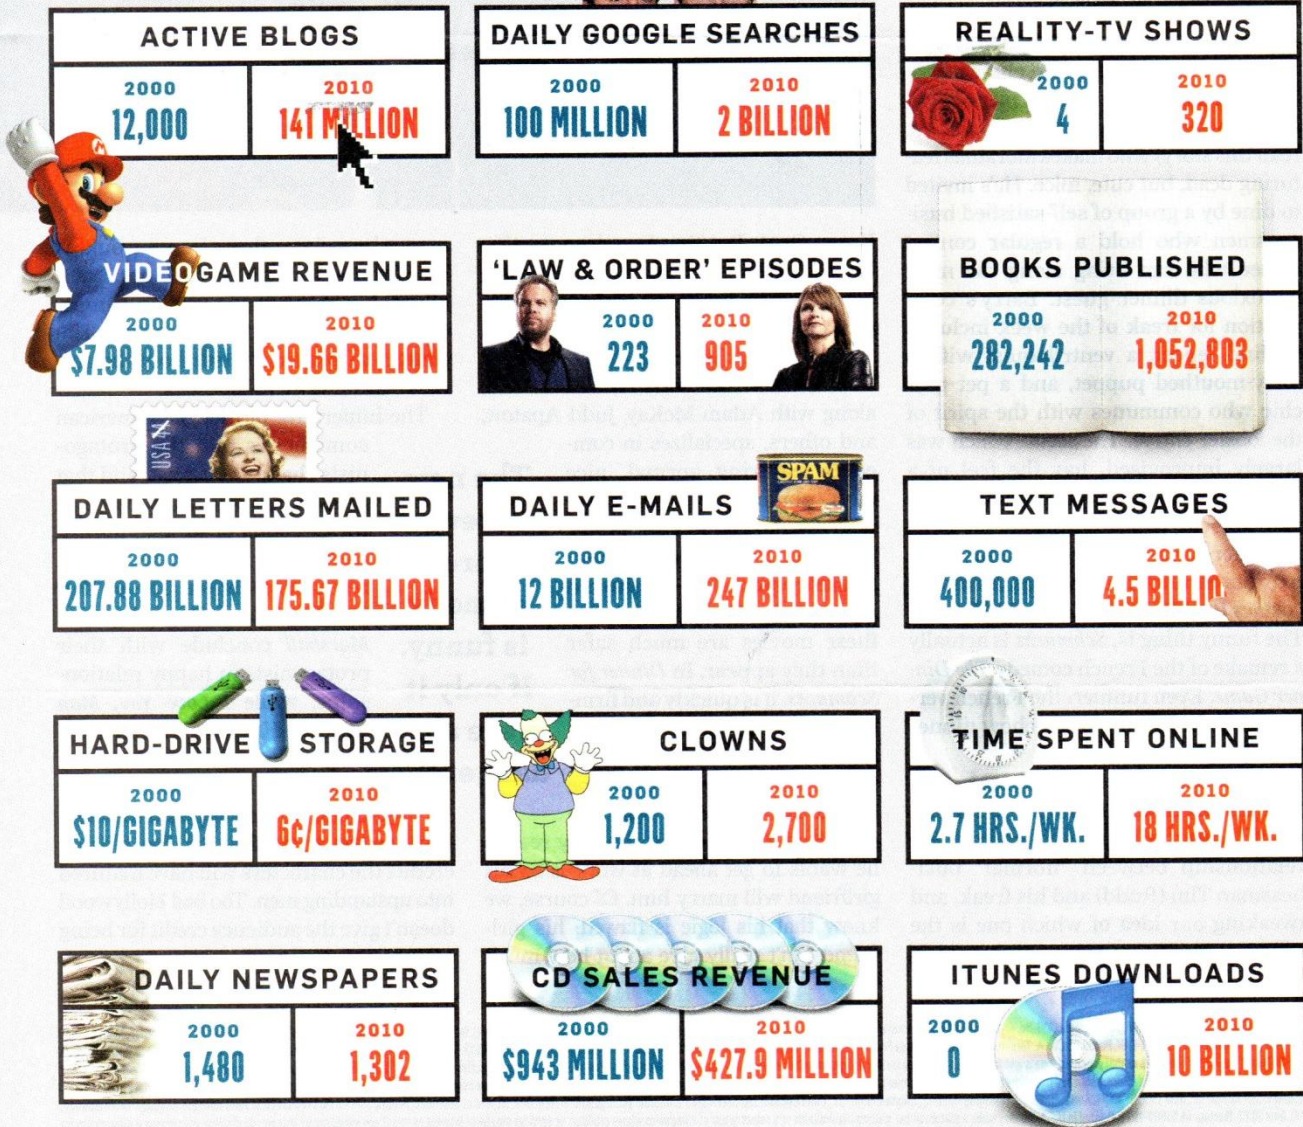 ACTIVE BLOGS
2000
12,000
2010
141 MILLION
DAILY GOOGLE SEARCHES
2000
100 MILLION
2010
2 BILLION
REALITY-TV SHOWS
2000
4
2010
320
VIDEOGAME REVENUE
2000
$7.98 BILLION
2010
$19.66 BILLION
'LAW & ORDER' EPISODES
2000
223
2010
905
BOOKS PUBLISHED
2000
282,242
2010
1,052,803
USA 44
DAILY LETTERS MAILED
2000
207.88 BILLION
2010
175.67 BILLION
SPAM
DAILY E-MAILS
2000
12 BILLION
2010
247 BILLION
TEXT MESSAGES
2000
400,000
2010
4.5 BILLIO
HARD-DRIVE STORAGE
2000
$10/GIGABYTE
2010
6¢/GIGABYTE
CLOWNS
2000
1,200
2010
2,700
TIME SPENT ONLINE
2000
2.7 HRS./WK.
2010
18 HRS./WK.
DAILY NEWSPAPERS
2000
1,480
2010
1,302
CD SALES REVENUE
2000
$943 MILLION
2010
$427.9 MILLION
ITUNES DOWNLOADS
2000
0
2010
10 BILLION